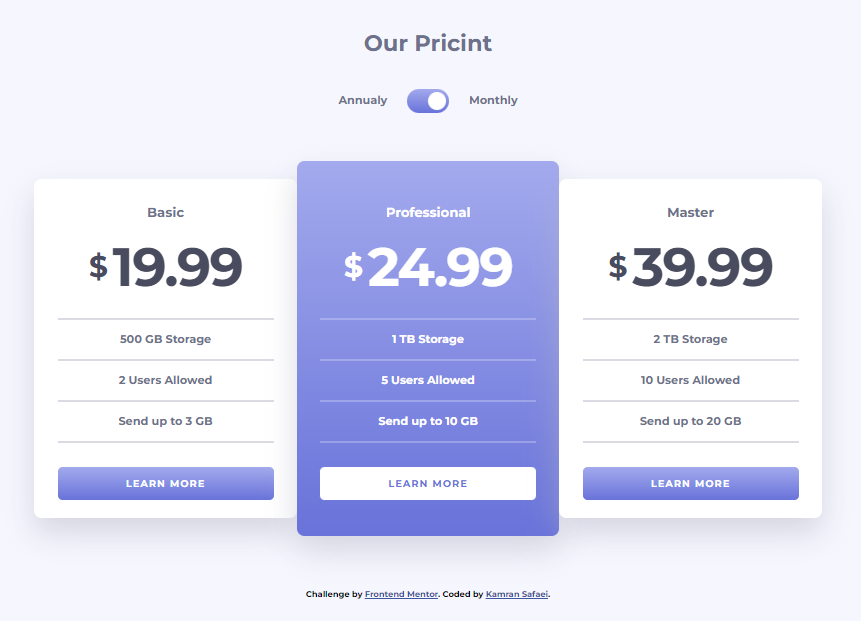 Our Pricint
Annualy Monthly
Basic
$19.99
500 GB Storage
2 Users Allowed
Send up to 3 GB
LEARN MORE
Professional
$24.99
1 TB Storage
5 Users Allowed
Send up to 10 GB
LEARN MORE
Master
$39.99
2 TB Storage
10 Users Allowed
Send up to 20 GB
LEARN MORE
Challenge by Frontend Mentor. Coded by Kamran Safaei.